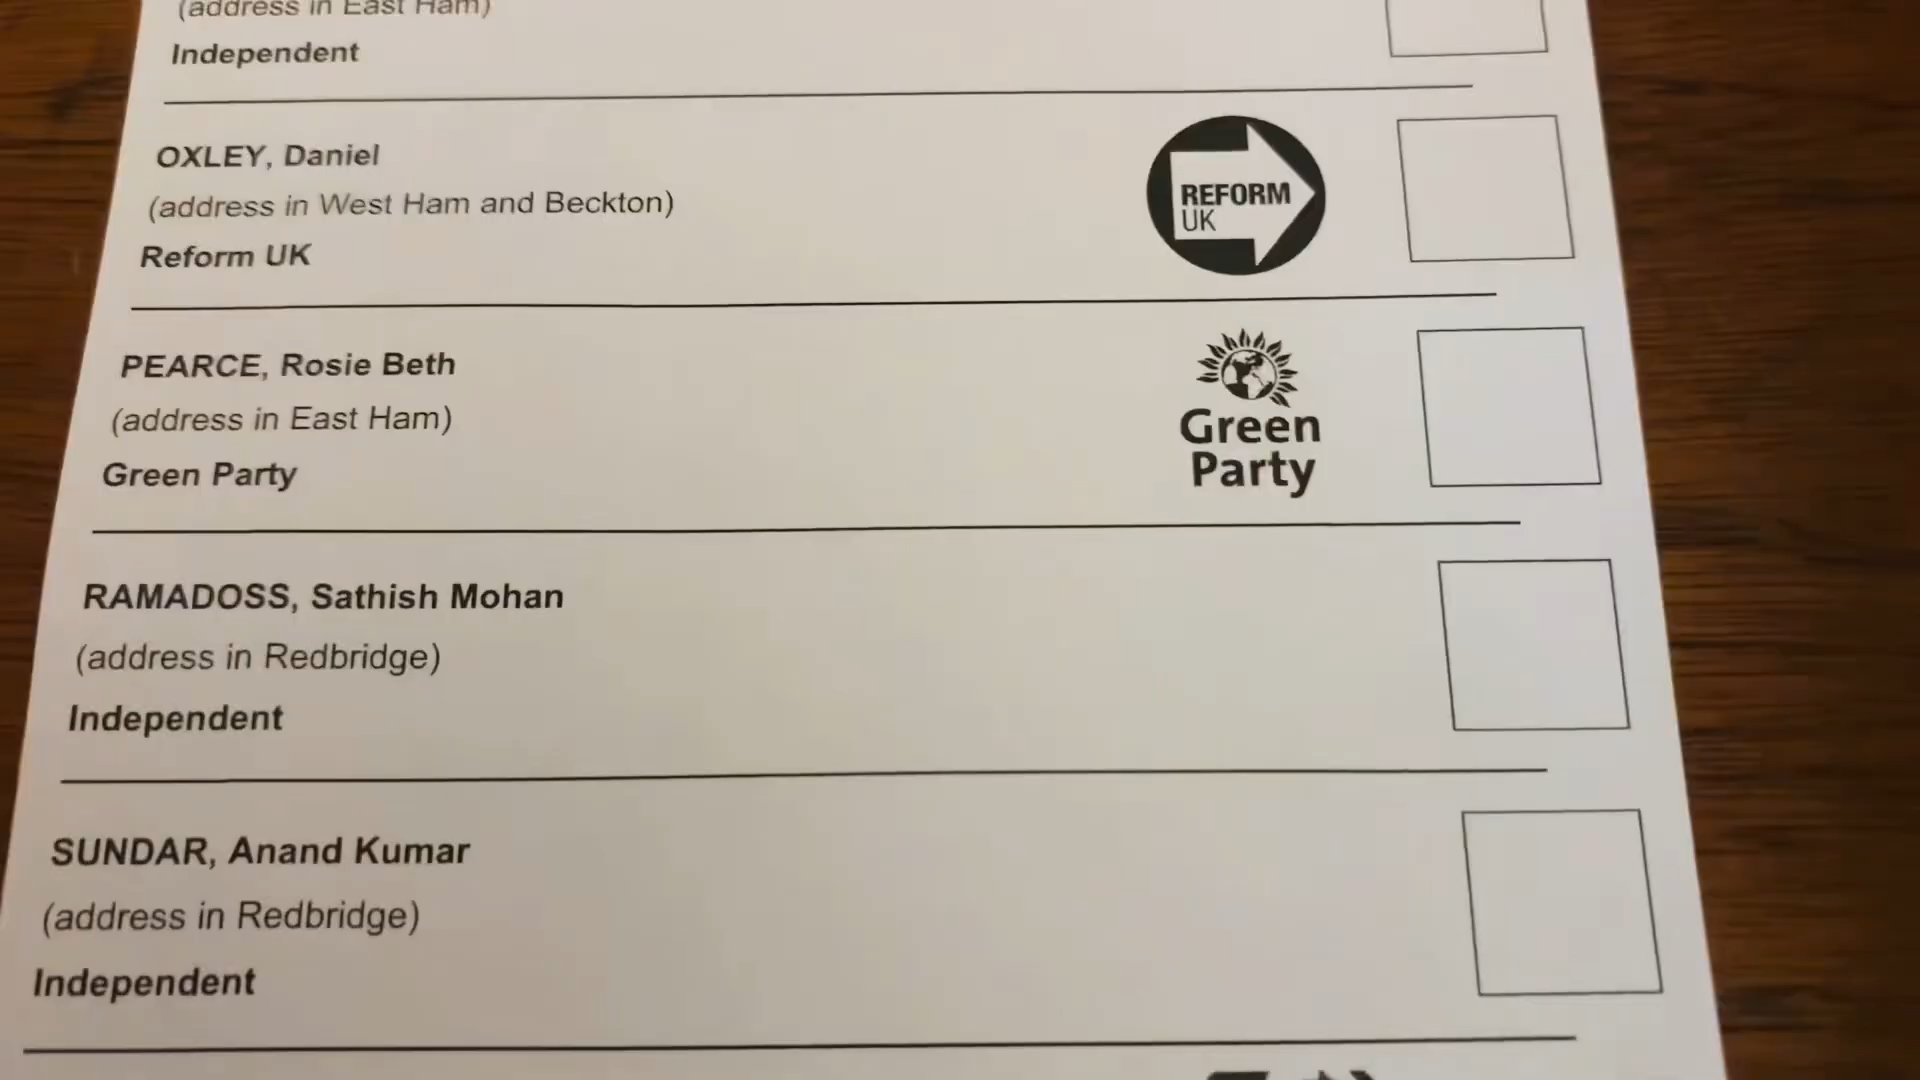 (address in East Ham)
Independent
OXLEY, Daniel
(address in West Ham and Beckton)
Reform UK
REFORM
UK
PEARCE, Rosie Beth
(address in East Ham)
Green Party
Green
Party
RAMADOSS, Sathish Mohan
(address in Redbridge)
Independent
SUNDAR, Anand Kumar
(address in Redbridge)
Independent